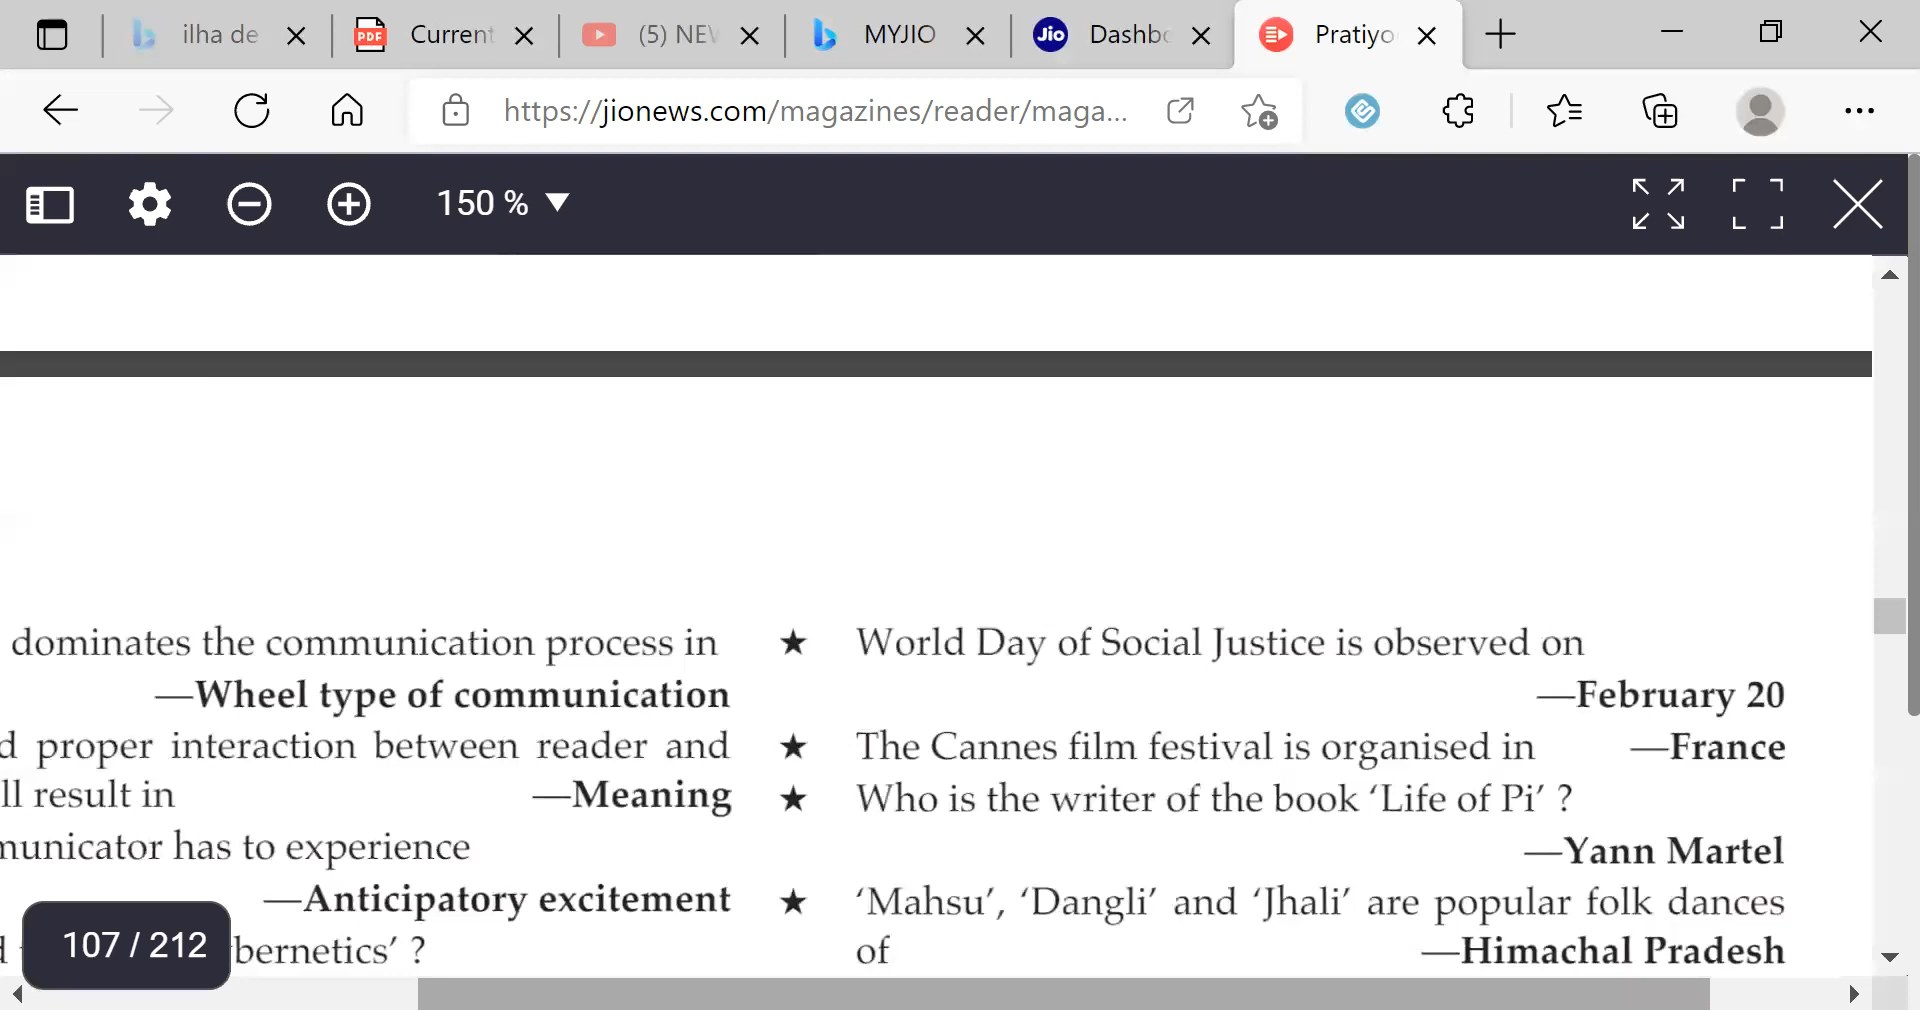 ilha de
Current
(5) NEW
MYJIO
Jio
Dashbo
Pratiyo
https://jionews.com/magazines/reader/maga...
150 %
dominates the communication process in
—Wheel type of communication
d proper interaction between reader and
ll result in —Meaning
municator has to experience
—Anticipatory excitement
bernetics’ ?
★ World Day of Social Justice is observed on
—February 20
★ The Cannes film festival is organised in —France
★ Who is the writer of the book ‘Life of Pi’ ?
—Yann Martel
★ ‘Mahsu’, ‘Dangli’ and ‘Jhali’ are popular folk dances
of —Himachal Pradesh
107 / 212